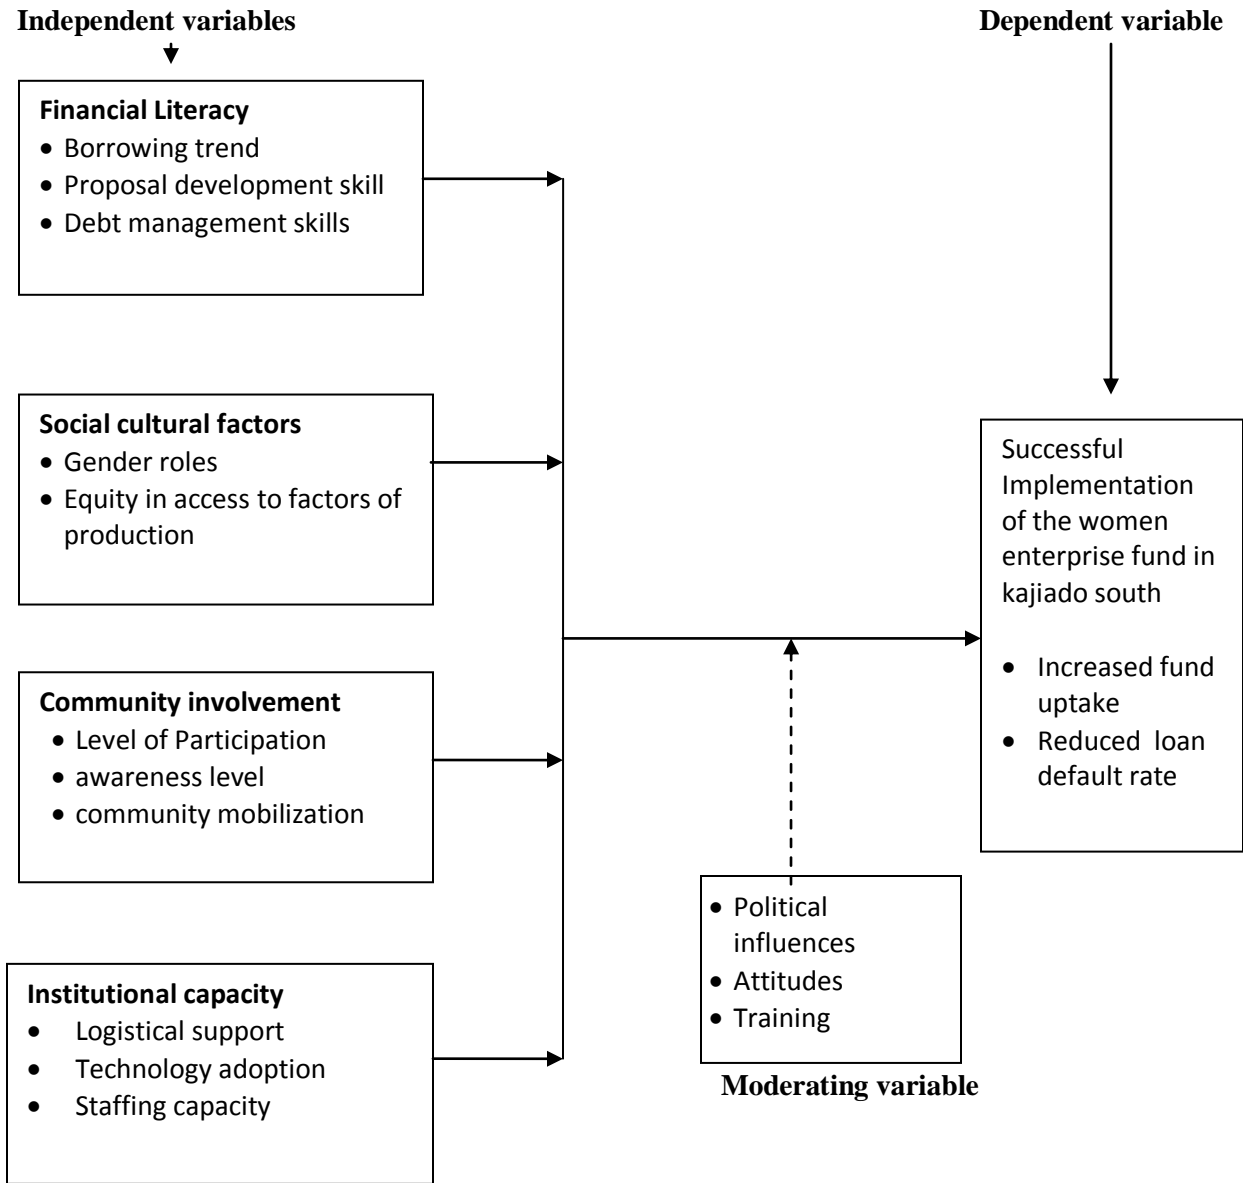 Independent variables
Dependent variable
Financial Literacy
• Borrowing trend
• Proposal development skill
• Debt management skills
Social cultural factors
• Gender roles
• Equity in access to factors of
production
Community involvement
• Level of Participation
• awareness level
• community mobilization
Institutional capacity
• Logistical support
• Technology adoption
• Staffing capacity
• Political
influences
• Attitudes
• Training
Moderating variable
Successful
Implementation
of the women
enterprise fund in
kajiado south
• Increased fund
uptake
• Reduced loan
default rate